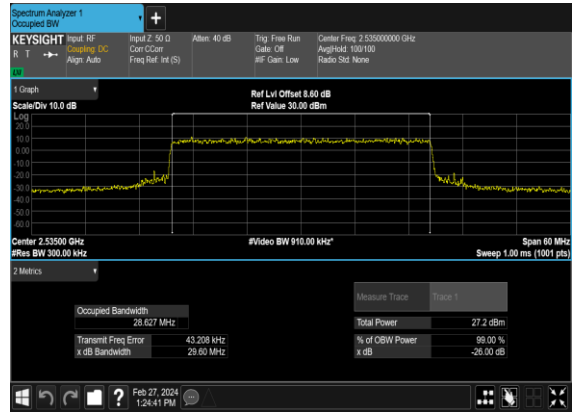 Spectrum Analyzer 1
Occupied BW
+
KEYSIGHT Input: RF Input Z: 50 Ω Atten: 40 dB Trig: Free Run Center Freq: 2.535000000 GHz
R T Coupling: DC Corr CCorr Gate: Off Avg|Hold: 100/100
Align: Auto Freq Ref: Int (S) #IF Gain: Low Radio Std: None
1 Graph
Ref Lvl Offset 8.60 dB
Scale/Div 10.0 dB Ref Value 30.00 dBm
Log
20.0
10.0
0.00
-10.0
-20.0
-30.0
-40.0
-50.0
-60.0
Center 2.53500 GHz #Video BW 910.00 kHz* Span 60 MHz
#Res BW 300.00 kHz Sweep 1.00 ms (1001 pts)
2 Metrics
Measure Trace Trace 1
Occupied Bandwidth
28.627 MHz Total Power 27.2 dBm
Transmit Freq Error 43.208 kHz % of OBW Power 99.00 %
x dB Bandwidth 29.60 MHz x dB -26.00 dB
? Feb 27, 2024
1:24:41 PM